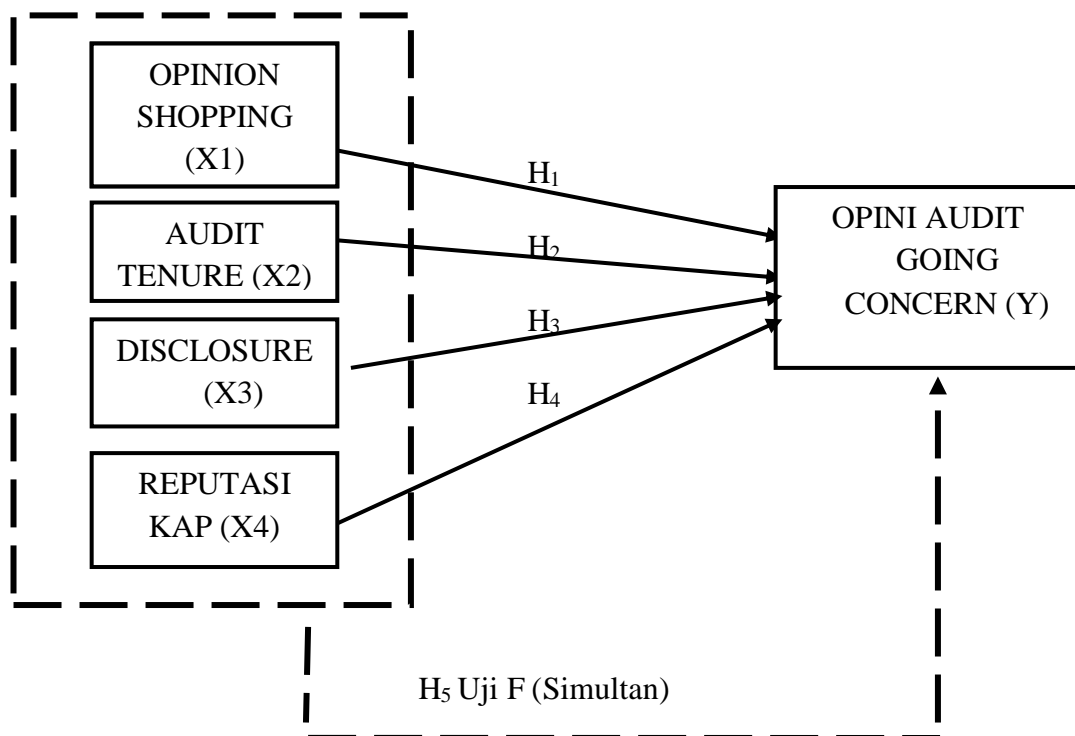 OPINION
SHOPPING
(X1)
AUDIT
TENURE (X2)
DISCLOSURE
(X3)
REPUTASI
KAP (X4)
H₁
H₂
H₃
H₄
OPINI AUDIT
GOING
CONCERN (Y)
H₅ Uji F (Simultan)